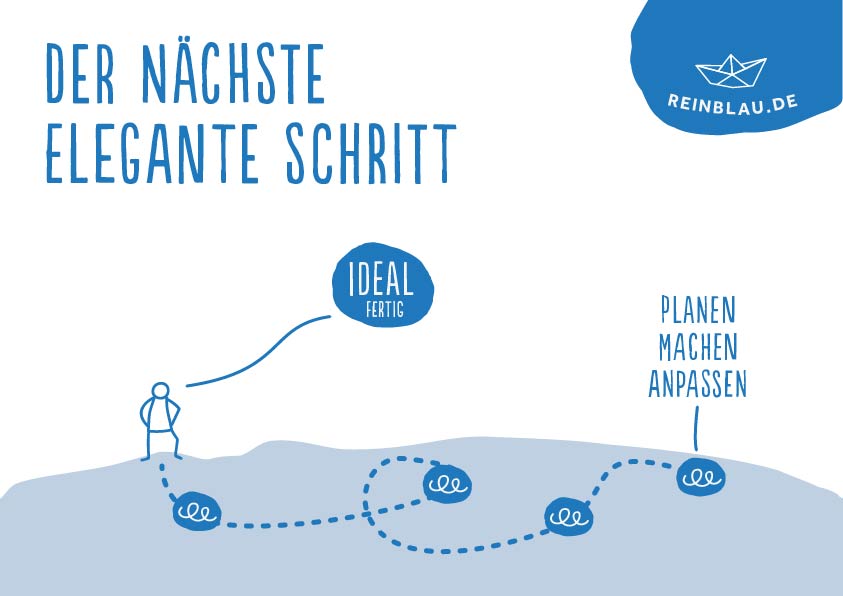 DER NÄCHSTE
ELEGANTE SCHRITT
REINBLAU.DE
IDEAL
FERTIG
PLANEN
MACHEN
ANPASSEN